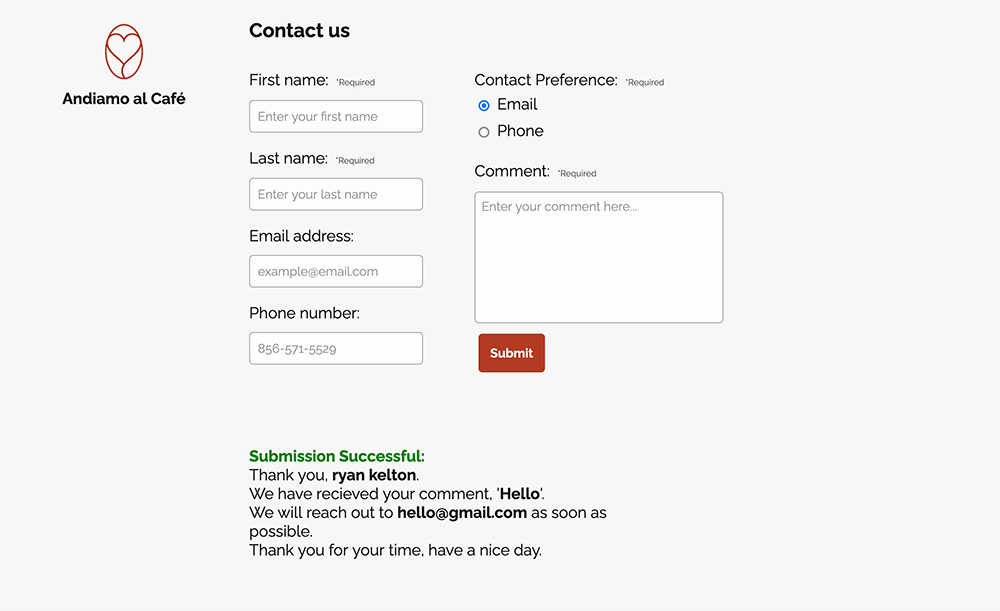 Andiamo al Café
Contact us
First name: *Required
Enter your first name
Last name: *Required
Enter your last name
Email address:
example@email.com
Phone number:
856-571-5529
Contact Preference: *Required
Email
Phone
Comment: *Required
Enter your comment here...
Submit
Submission Successful:
Thank you, ryan kelton.
We have recieved your comment, 'Hello'.
We will reach out to hello@gmail.com as soon as
possible.
Thank you for your time, have a nice day.